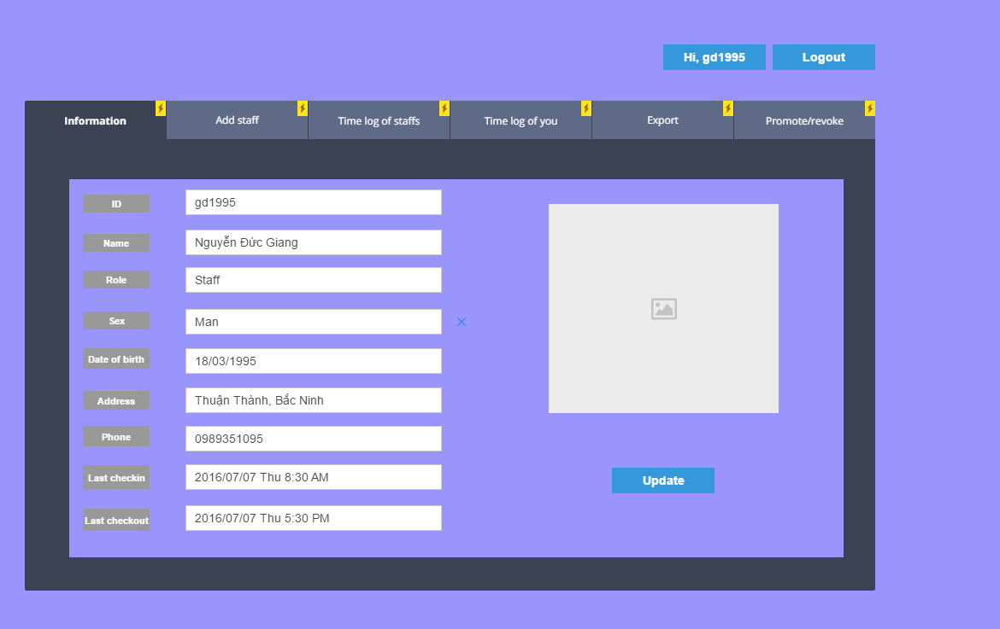 Hi, gd1995
Logout
Information
Add staff
Time log of staffs
Time log of you
Export
Promote/revoke
ID
gd1995
Name
Nguyễn Đức Giang
Role
Staff
Sex
Man
Date of birth
18/03/1995
Address
Thuận Thành, Bắc Ninh
Phone
0989351095
Last checkin
2016/07/07 Thu 8:30 AM
Last checkout
2016/07/07 Thu 5:30 PM
Update